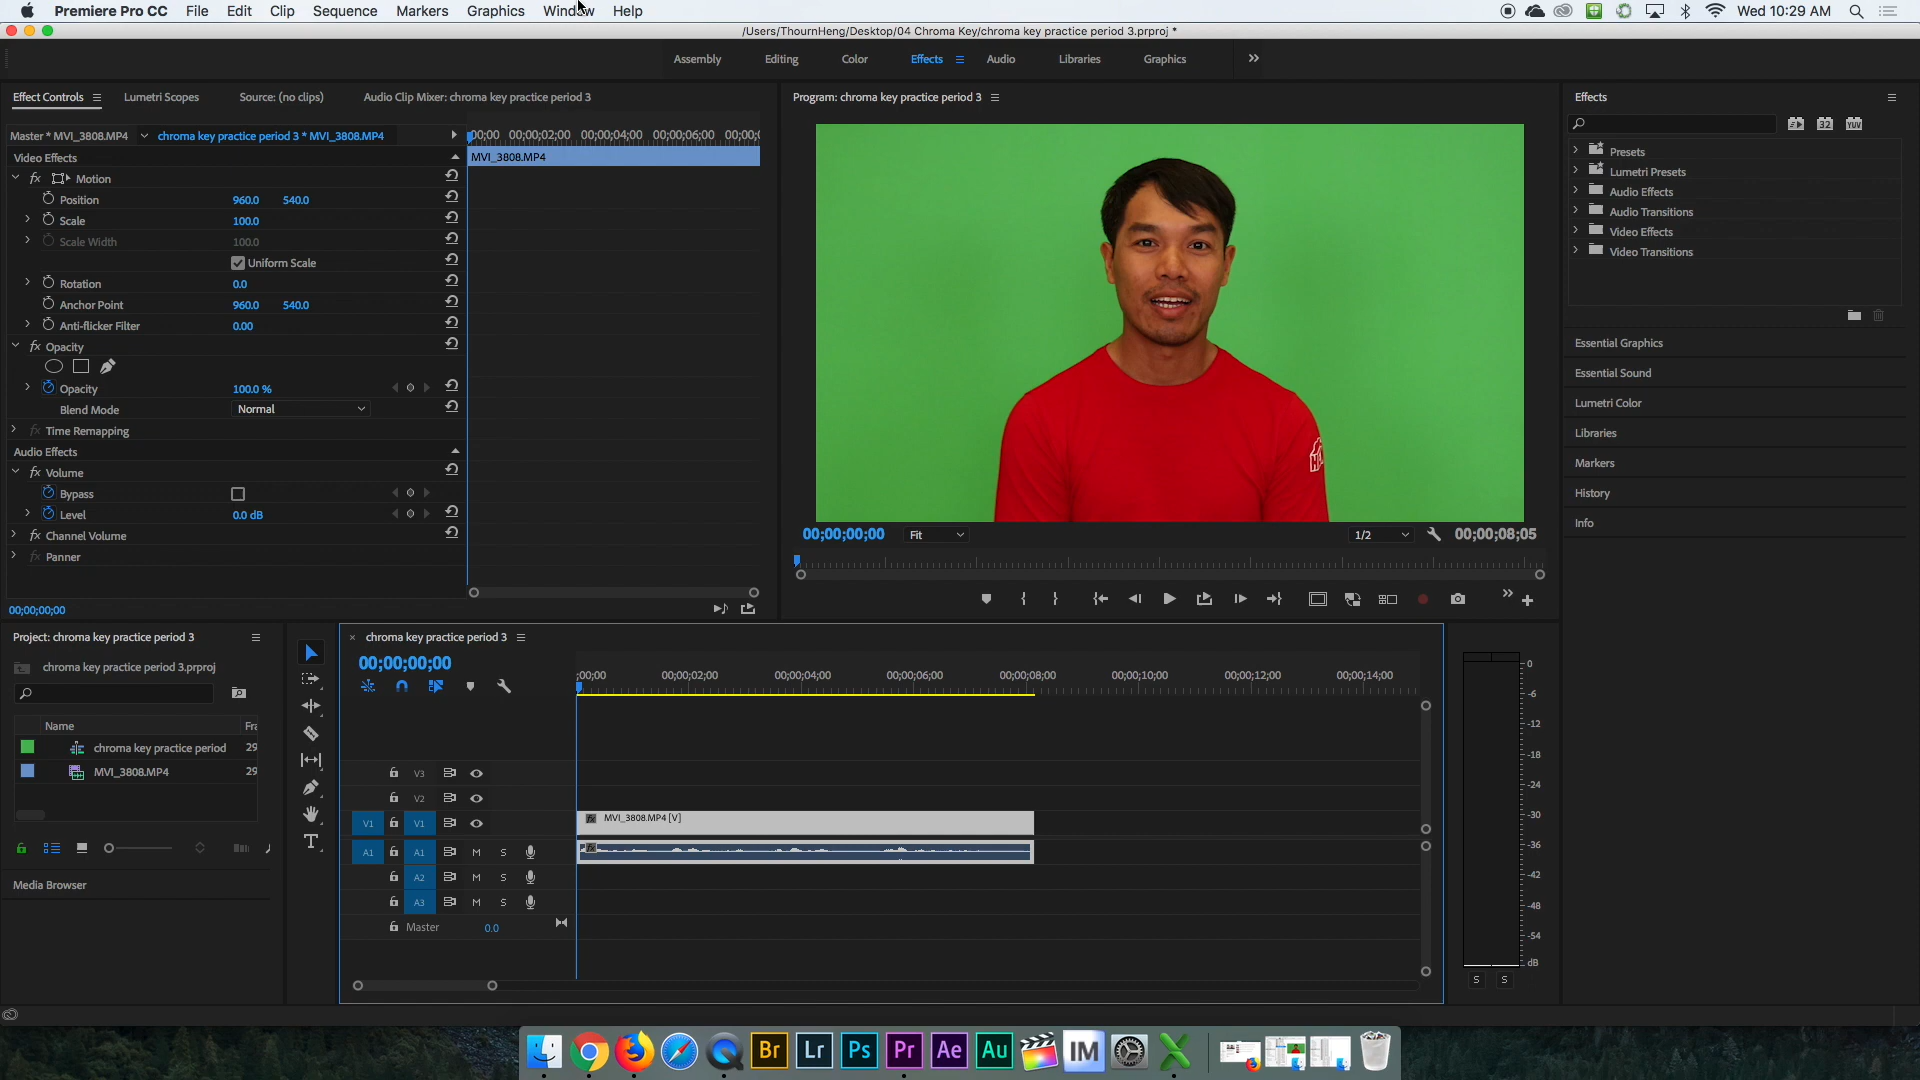 Premiere Pro CC File Edit Clip Sequence Markers Graphics Window Help Wed 10:29 AM
/Users/ThournHeng/Desktop/04 Chroma Key/chroma key practice period 3.prproj *
Assembly Editing Color Effects Audio Libraries Graphics
Effect Controls Lumetri Scopes Source: (no clips) Audio Clip Mixer: chroma key practice period 3
Master * MVI_3808.MP4 chroma key practice period 3 * MVI_3808.MP4
00;00 00;00;02;00 00;00;04;00 00;00;06;00
MVI_3808.MP4
Video Effects
Motion
Position 960.0 540.0
Scale 100.0
Scale Width 100.0
Uniform Scale
Rotation 0.0
Anchor Point 960.0 540.0
Anti-flicker Filter 0.00
Opacity
Opacity 100.0 %
Blend Mode Normal
Time Remapping
Audio Effects
Volume
Bypass
Level 0.0 dB
Channel Volume
Panner
00;00;00;00
Program: chroma key practice period 3
00;00;00;00 Fit 1/2 00;00;08;05
Effects
32 YUV
Presets
Lumetri Presets
Audio Effects
Audio Transitions
Video Effects
Video Transitions
Essential Graphics
Essential Sound
Lumetri Color
Libraries
Markers
History
Info
Project: chroma key practice period 3
chroma key practice period 3.prproj
Name Fra
chroma key practice period 29
MVI_3808.MP4 29
Media Browser
chroma key practice period 3
00;00;00;00
;00;00 00;00;02;00 00;00;04;00 00;00;06;00 00;00;08;00 00;00;10;00 00;00;12;00 00;00;14;00
V3
V2
V1 V1 MVI_3808.MP4 [V]
A1 A1 M S
A2 M S
A3 M S
Master 0.0
0
-6
-12
-18
-24
-30
-36
-42
-48
-54
dB
S S
Br Lr Ps Pr Ae Au IM